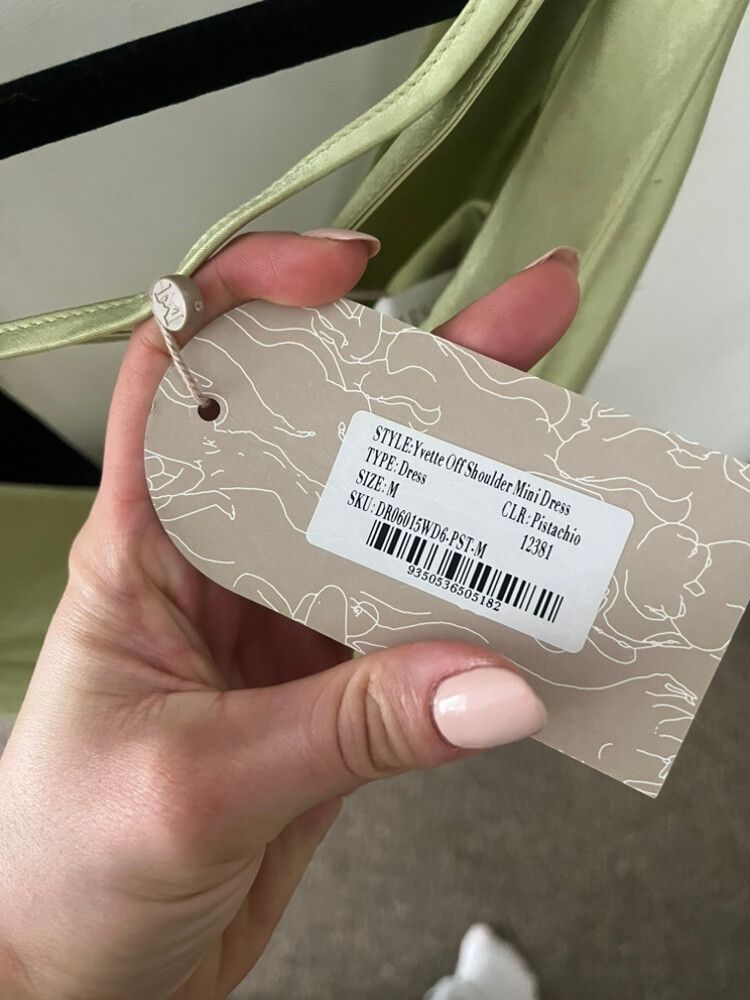 STYLE:Yvette Off Shoulder Mini Dress
TYPE:Dress CLR:Pistachio
SIZE:M 12381
SKU:DR06015WD6-PST-M
9350536505182